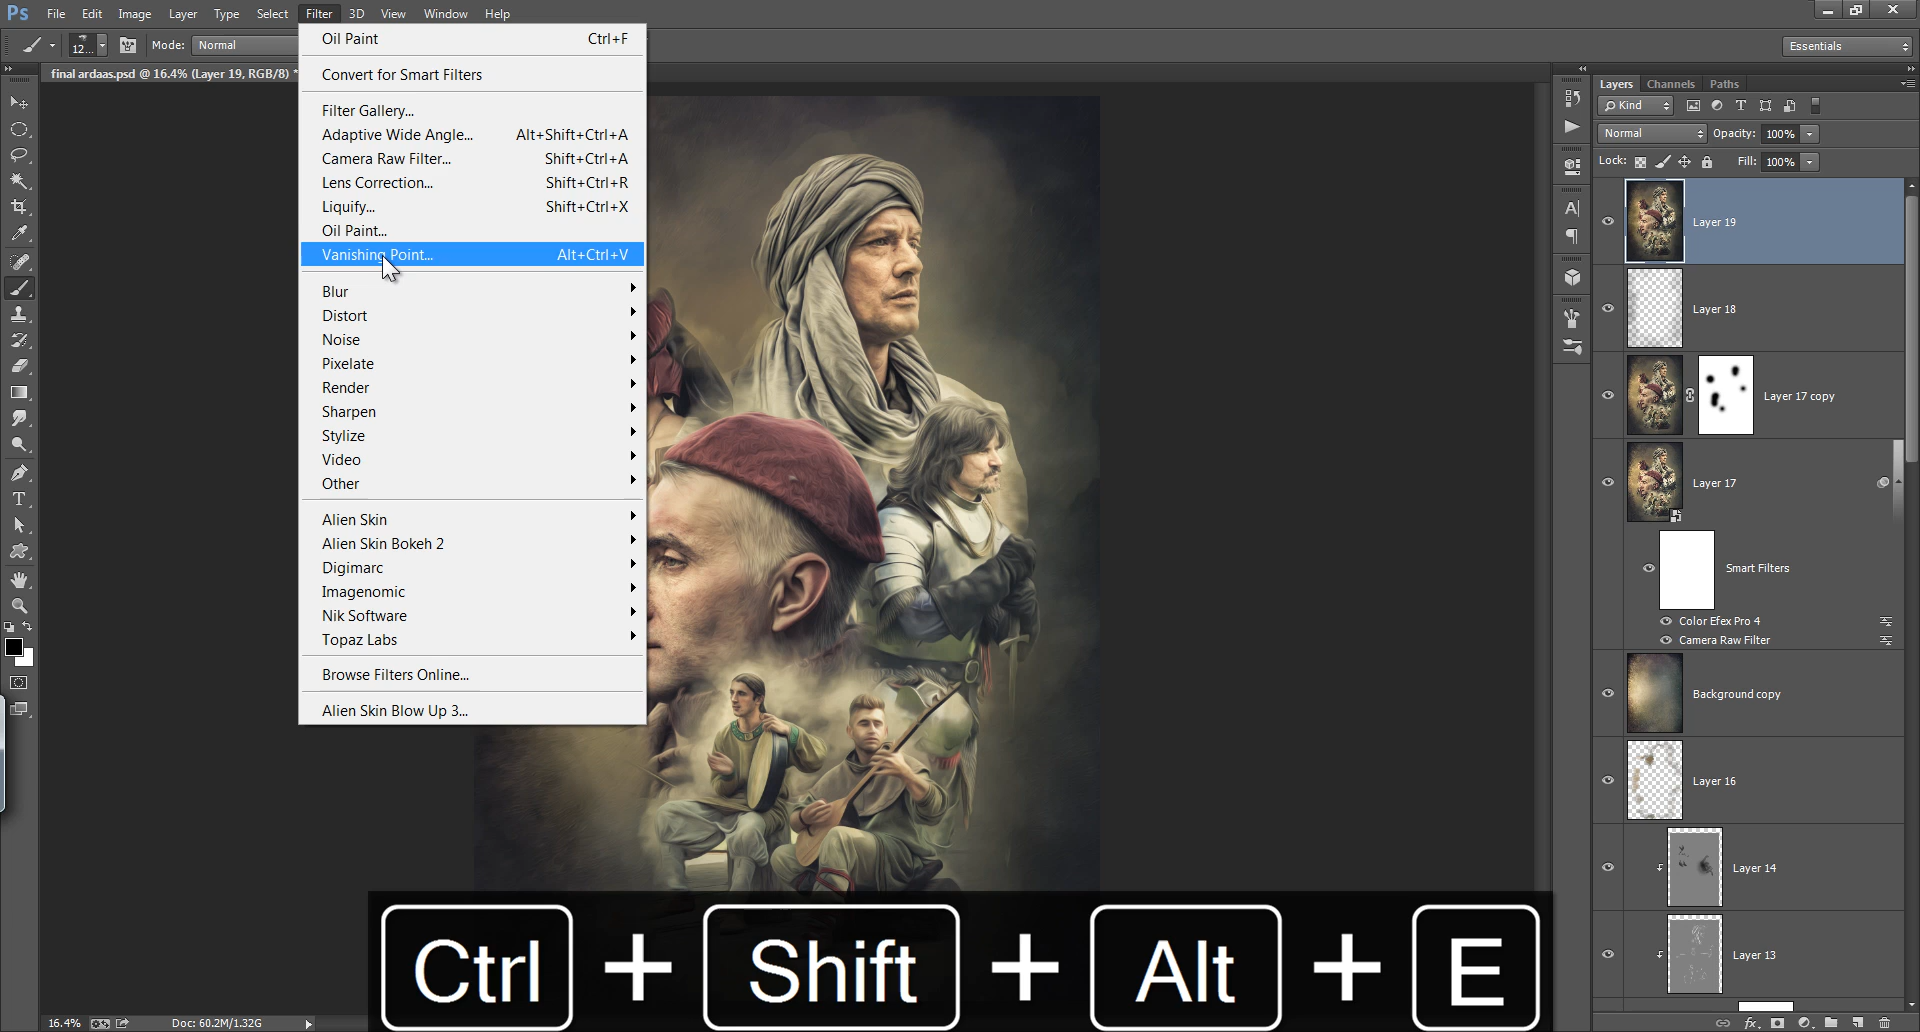 Ps File Edit Image Layer Type Select Filter 3D View Window Help
12... Mode: Normal Essentials
final ardaas.psd @ 16.4% (Layer 19, RGB/8) *
Oil Paint Ctrl+F
Convert for Smart Filters
Filter Gallery...
Adaptive Wide Angle... Alt+Shift+Ctrl+A
Camera Raw Filter... Shift+Ctrl+A
Lens Correction... Shift+Ctrl+R
Liquify... Shift+Ctrl+X
Oil Paint...
Vanishing Point... Alt+Ctrl+V
Blur
Distort
Noise
Pixelate
Render
Sharpen
Stylize
Video
Other
Alien Skin
Alien Skin Bokeh 2
Digimarc
Imagenomic
Nik Software
Topaz Labs
Browse Filters Online...
Alien Skin Blow Up 3...
Layers Channels Paths
Kind
Normal Opacity: 100%
Lock: Fill: 100%
Layer 19
Layer 18
Layer 17 copy
Layer 17
Smart Filters
Color Efex Pro 4
Camera Raw Filter
Background copy
Layer 16
Layer 14
Layer 13
Ctrl + Shift + Alt + E
16.4% Doc: 60.2M/1.32G